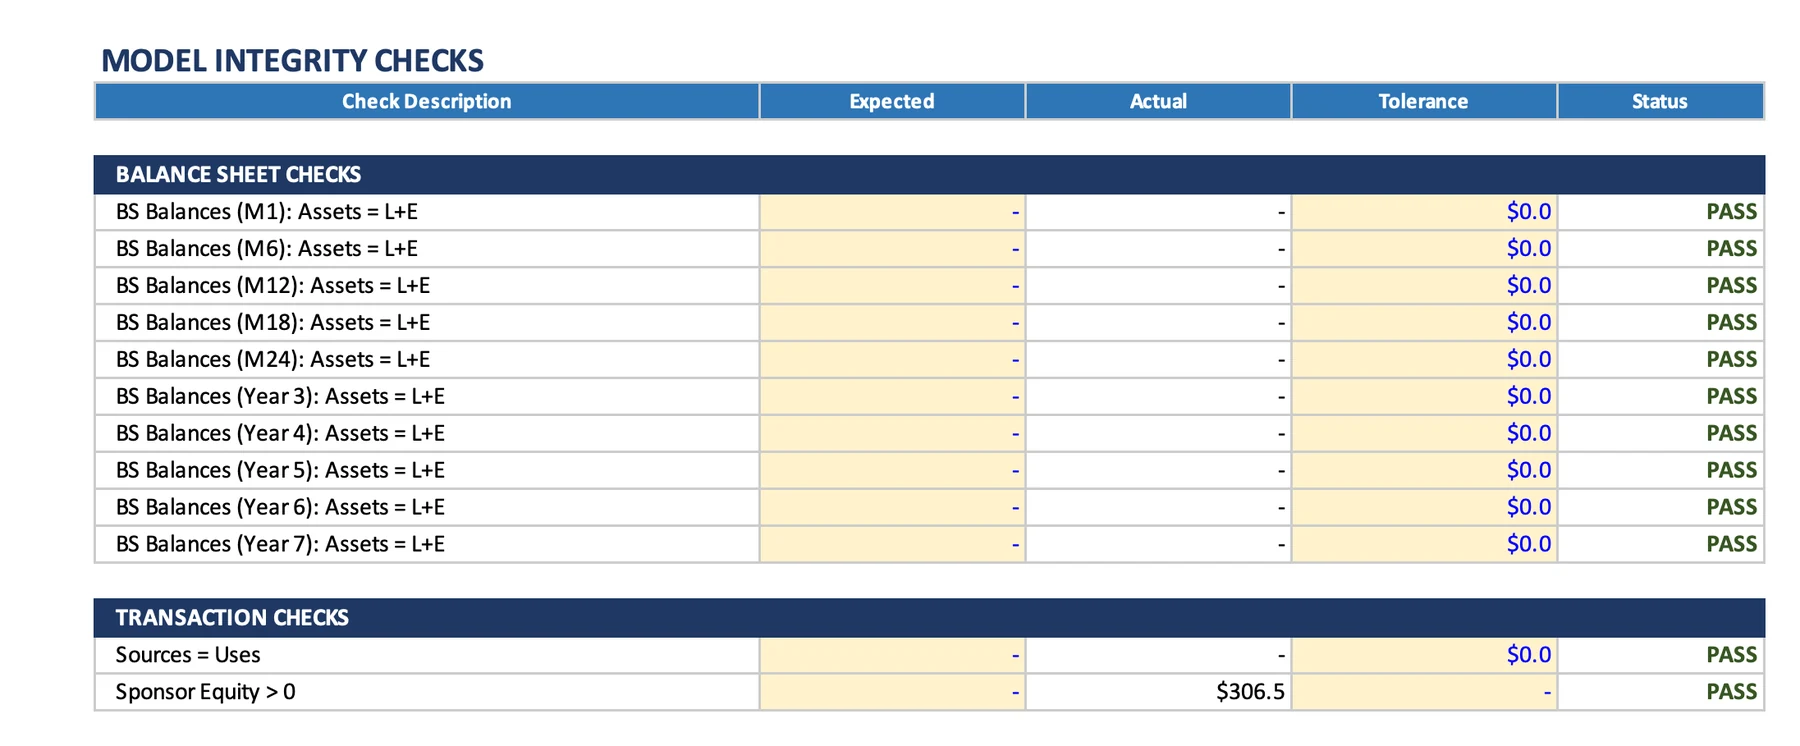 MODEL INTEGRITY CHECKS
Check Description Expected Actual Tolerance Status
BALANCE SHEET CHECKS
BS Balances (M1): Assets = L+E - - $0.0 PASS
BS Balances (M6): Assets = L+E - - $0.0 PASS
BS Balances (M12): Assets = L+E - - $0.0 PASS
BS Balances (M18): Assets = L+E - - $0.0 PASS
BS Balances (M24): Assets = L+E - - $0.0 PASS
BS Balances (Year 3): Assets = L+E - - $0.0 PASS
BS Balances (Year 4): Assets = L+E - - $0.0 PASS
BS Balances (Year 5): Assets = L+E - - $0.0 PASS
BS Balances (Year 6): Assets = L+E - - $0.0 PASS
BS Balances (Year 7): Assets = L+E - - $0.0 PASS
TRANSACTION CHECKS
Sources = Uses - - $0.0 PASS
Sponsor Equity > 0 - $306.5 - PASS